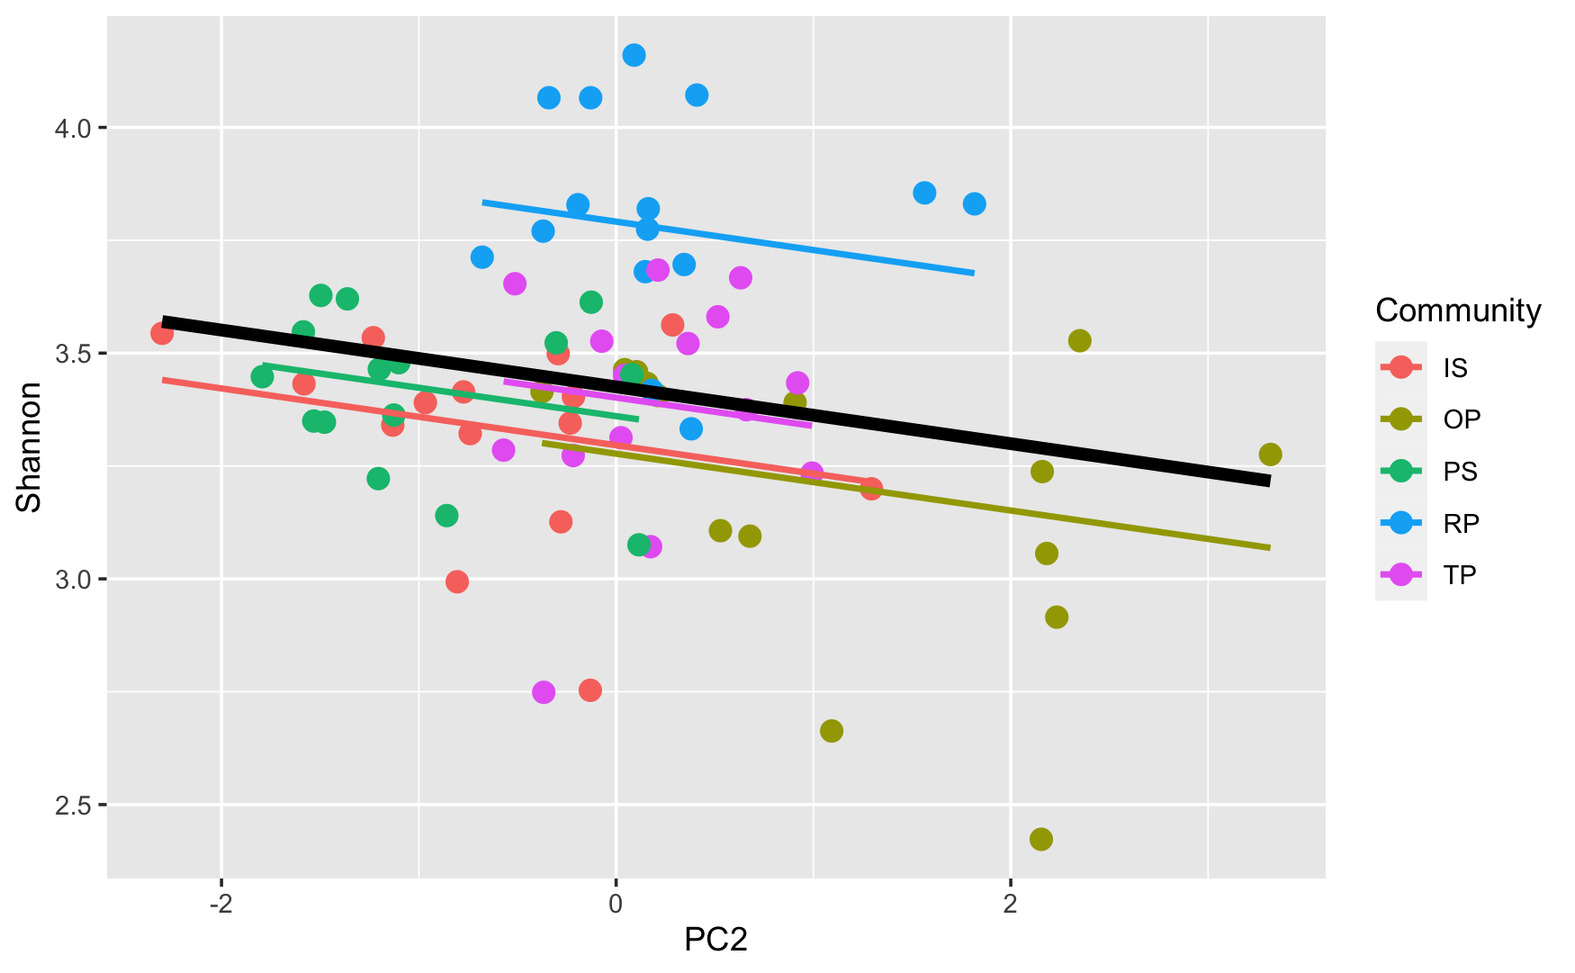 Shannon
4.0
3.5
3.0
2.5
-2
0
2
PC2
Community
IS
OP
PS
RP
TP